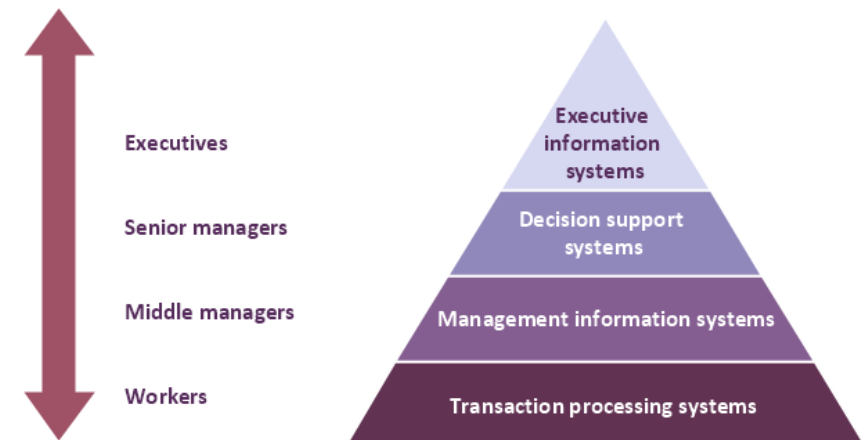 Executives
Executive
information
systems
Senior managers
Decision support
systems
Middle managers
Management information systems
Workers
Transaction processing systems